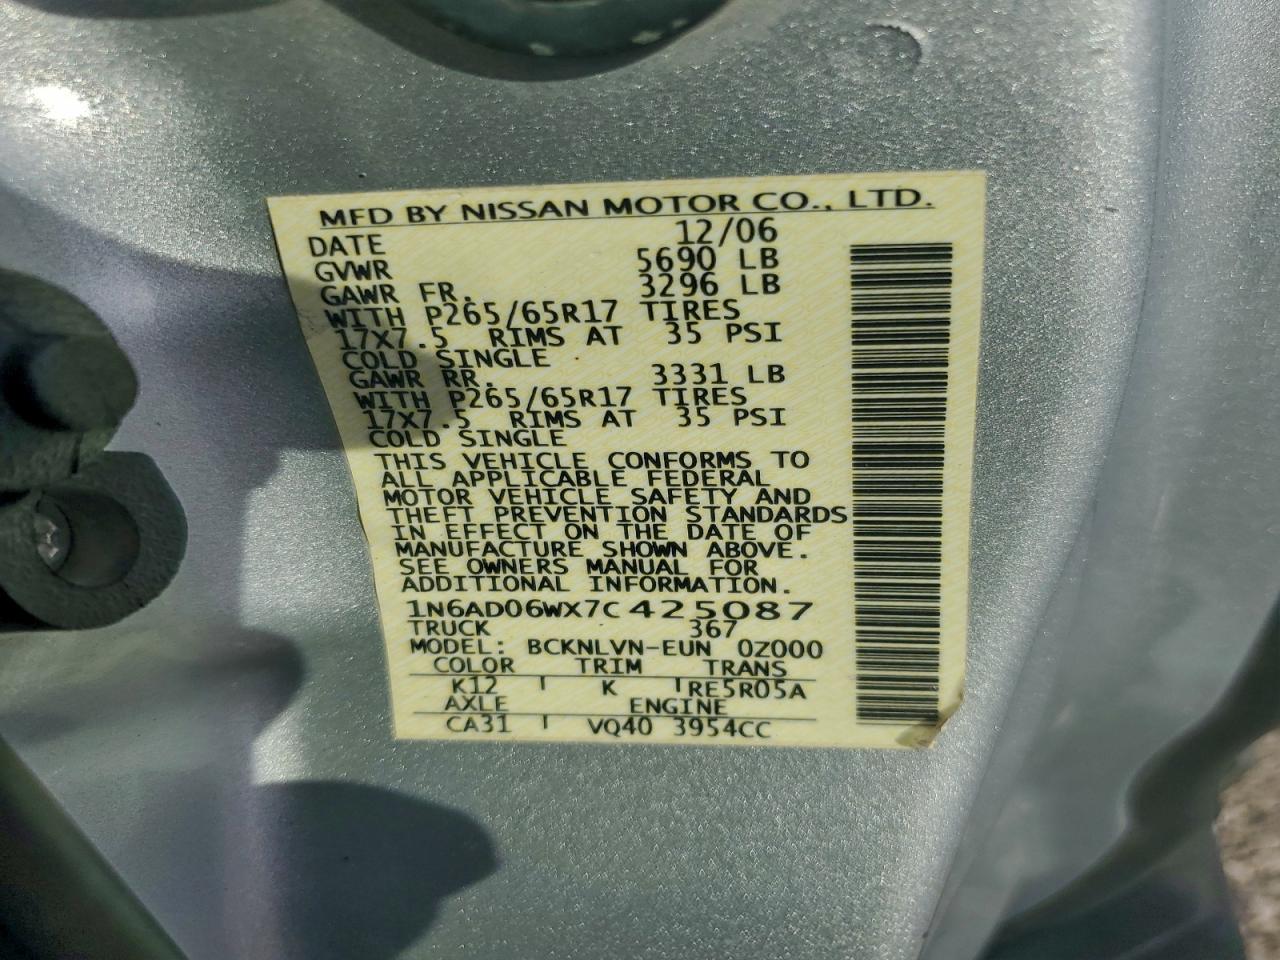 MFD BY NISSAN MOTOR CO., LTD.
DATE 12/06
GVWR 5690 LB
GAWR FR. 3296 LB
WITH P265/65R17 TIRES
17X7.5 RIMS AT 35 PSI
COLD SINGLE
GAWR RR. 3331 LB
WITH P265/65R17 TIRES
17X7.5 RIMS AT 35 PSI
COLD SINGLE
THIS VEHICLE CONFORMS TO
ALL APPLICABLE FEDERAL
MOTOR VEHICLE SAFETY AND
THEFT PREVENTION STANDARDS
IN EFFECT ON THE DATE OF
MANUFACTURE SHOWN ABOVE.
SEE OWNERS MANUAL FOR
ADDITIONAL INFORMATION.
1N6AD06WX7C425087
TRUCK 367
MODEL: BCKNLVN-EUN 0Z000
COLOR TRIM TRANS
K12 K RE5R05A
AXLE ENGINE
CA31 VQ40 3954CC